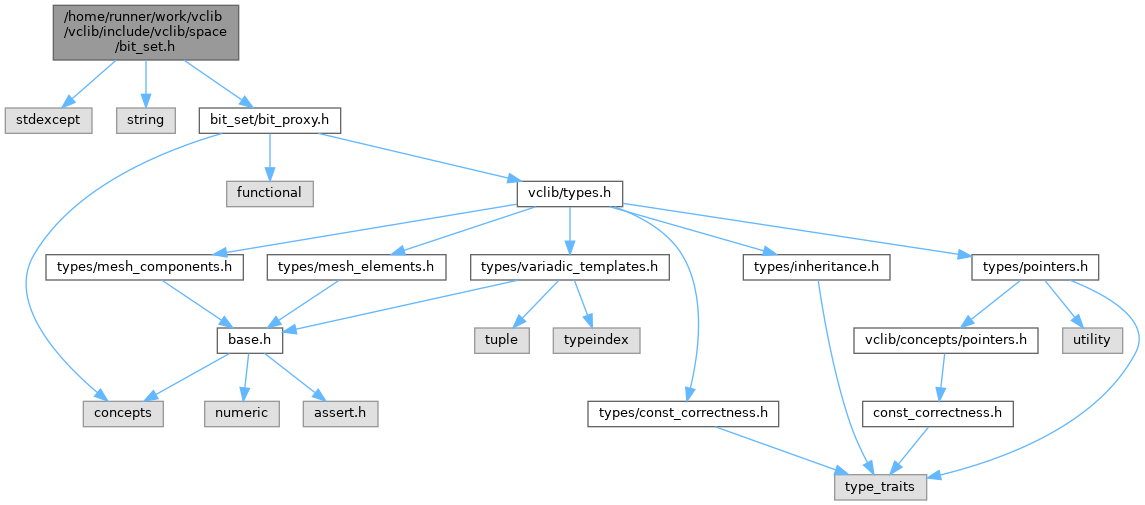 /home/runner/work/vclib
/vclib/include/vclib/space
/bit_set.h
stdexcept
string
bit_set/bit_proxy.h
functional
vclib/types.h
types/mesh_components.h
types/mesh_elements.h
types/variadic_templates.h
types/inheritance.h
types/pointers.h
base.h
tuple
typeindex
vclib/concepts/pointers.h
utility
concepts
numeric
assert.h
types/const_correctness.h
const_correctness.h
type_traits